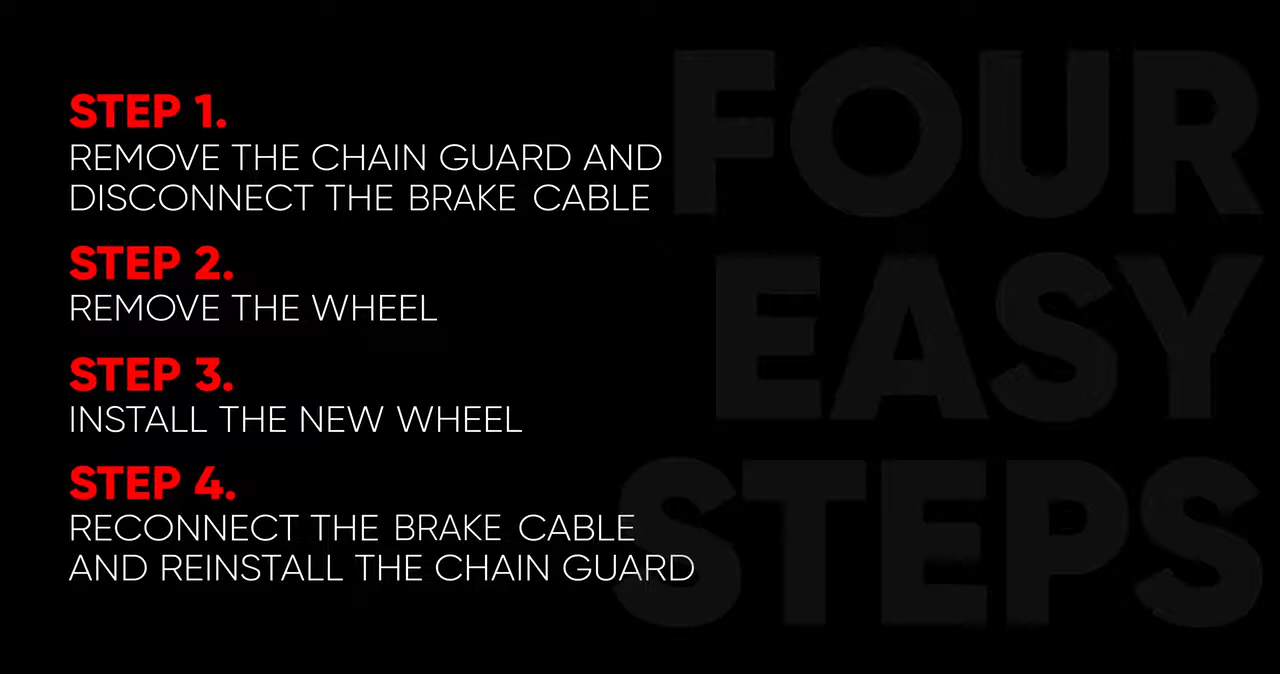 STEP 1.
REMOVE THE CHAIN GUARD AND
DISCONNECT THE BRAKE CABLE
STEP 2.
REMOVE THE WHEEL
STEP 3.
INSTALL THE NEW WHEEL
STEP 4.
RECONNECT THE BRAKE CABLE
AND REINSTALL THE CHAIN GUARD
FOUR
EASY
STEPS